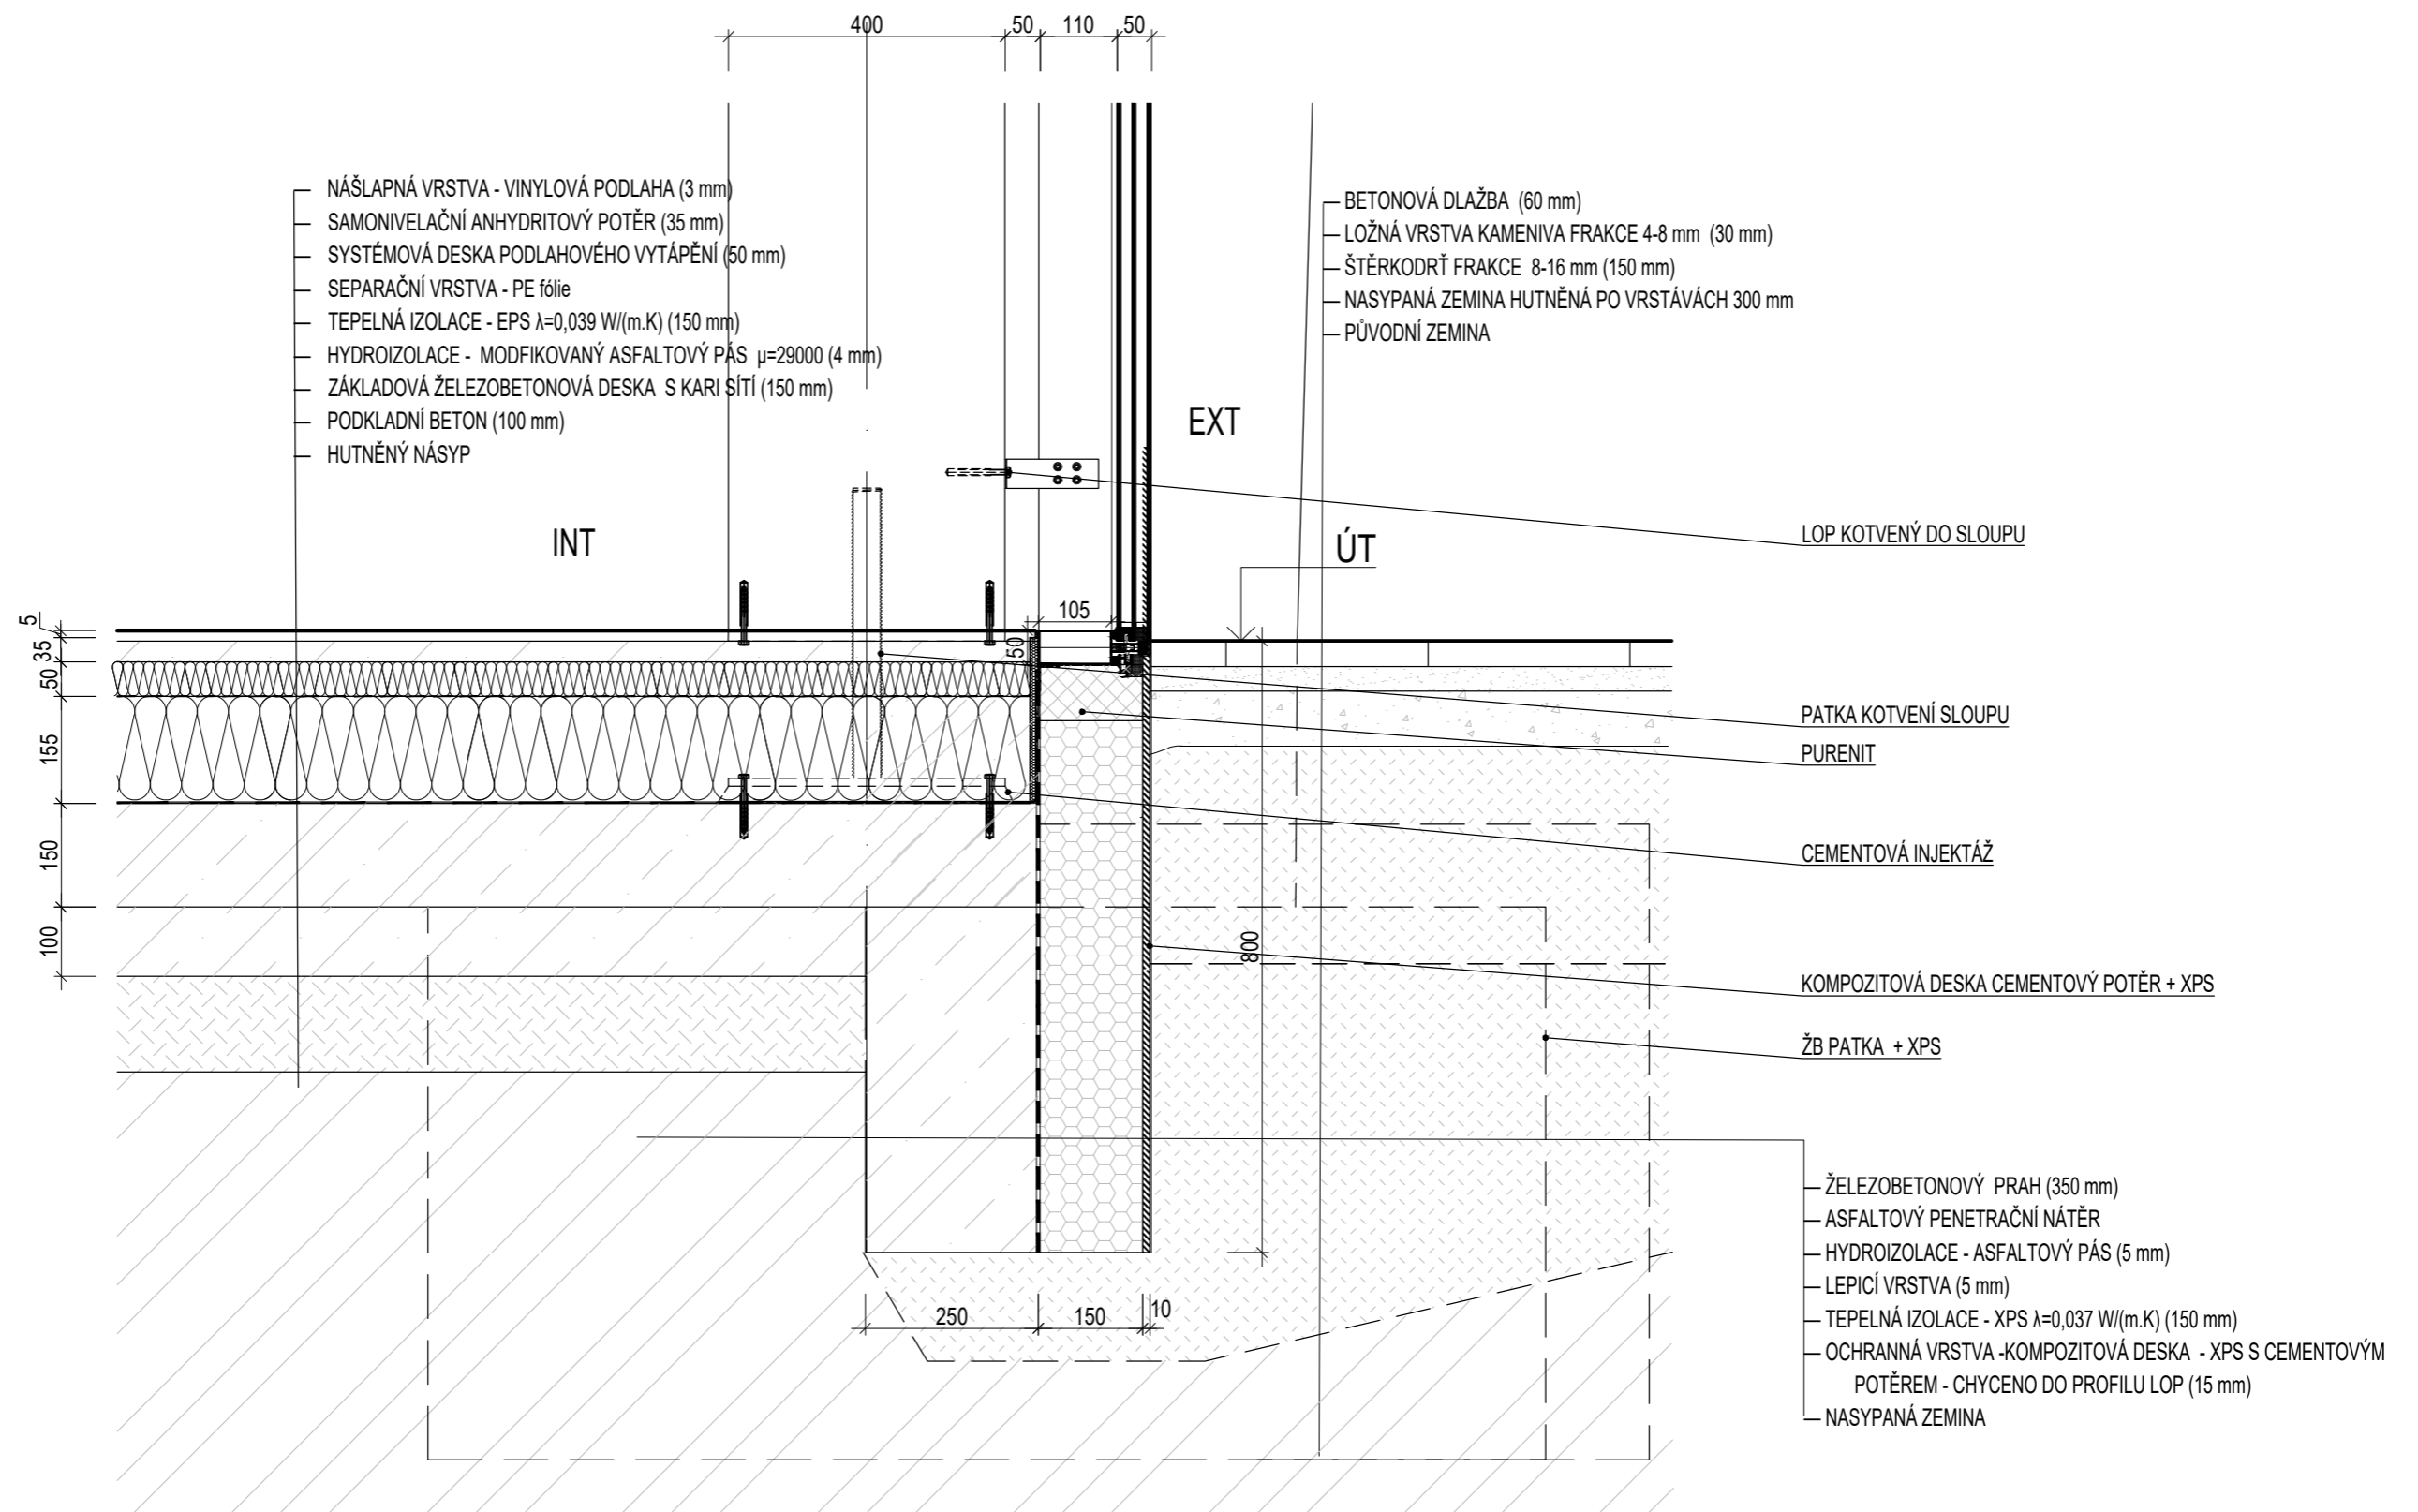 400
50
110
50
NÁŠLAPNÁ VRSTVA - VINYLOVÁ PODLAHA (3 mm)
SAMONIVELAČNÍ ANHYDRITOVÝ POTĚR (35 mm)
SYSTÉMOVÁ DESKA PODLAHOVÉHO VYTÁPĚNÍ (50 mm)
SEPARAČNÍ VRSTVA - PE fólie
TEPELNÁ IZOLACE - EPS λ=0,039 W/(m.K) (150 mm)
HYDROIZOLACE - MODFIKOVANÝ ASFALTOVÝ PÁS μ=29000 (4 mm)
ZÁKLADOVÁ ŽELEZOBETONOVÁ DESKA S KARI SÍTÍ (150 mm)
PODKLADNÍ BETON (100 mm)
HUTNĚNÝ NÁSYP
BETONOVÁ DLAŽBA (60 mm)
LOŽNÁ VRSTVA KAMENIVA FRAKCE 4-8 mm (30 mm)
ŠTĚRKODRŤ FRAKCE 8-16 mm (150 mm)
NASYPANÁ ZEMINA HUTNĚNÁ PO VRSTÁVÁCH 300 mm
PŮVODNÍ ZEMINA
EXT
INT
ÚT
LOP KOTVENÝ DO SLOUPU
5
35
50
155
150
100
105
50
PATKA KOTVENÍ SLOUPU
PURENIT
CEMENTOVÁ INJEKTÁŽ
800
KOMPOZITOVÁ DESKA CEMENTOVÝ POTĚR + XPS
ŽB PATKA + XPS
ŽELEZOBETONOVÝ PRAH (350 mm)
ASFALTOVÝ PENETRAČNÍ NÁTĚR
HYDROIZOLACE - ASFALTOVÝ PÁS (5 mm)
LEPICÍ VRSTVA (5 mm)
TEPELNÁ IZOLACE - XPS λ=0,037 W/(m.K) (150 mm)
OCHRANNÁ VRSTVA -KOMPOZITOVÁ DESKA - XPS S CEMENTOVÝM
POTĚREM - CHYCENO DO PROFILU LOP (15 mm)
NASYPANÁ ZEMINA
250
150
10